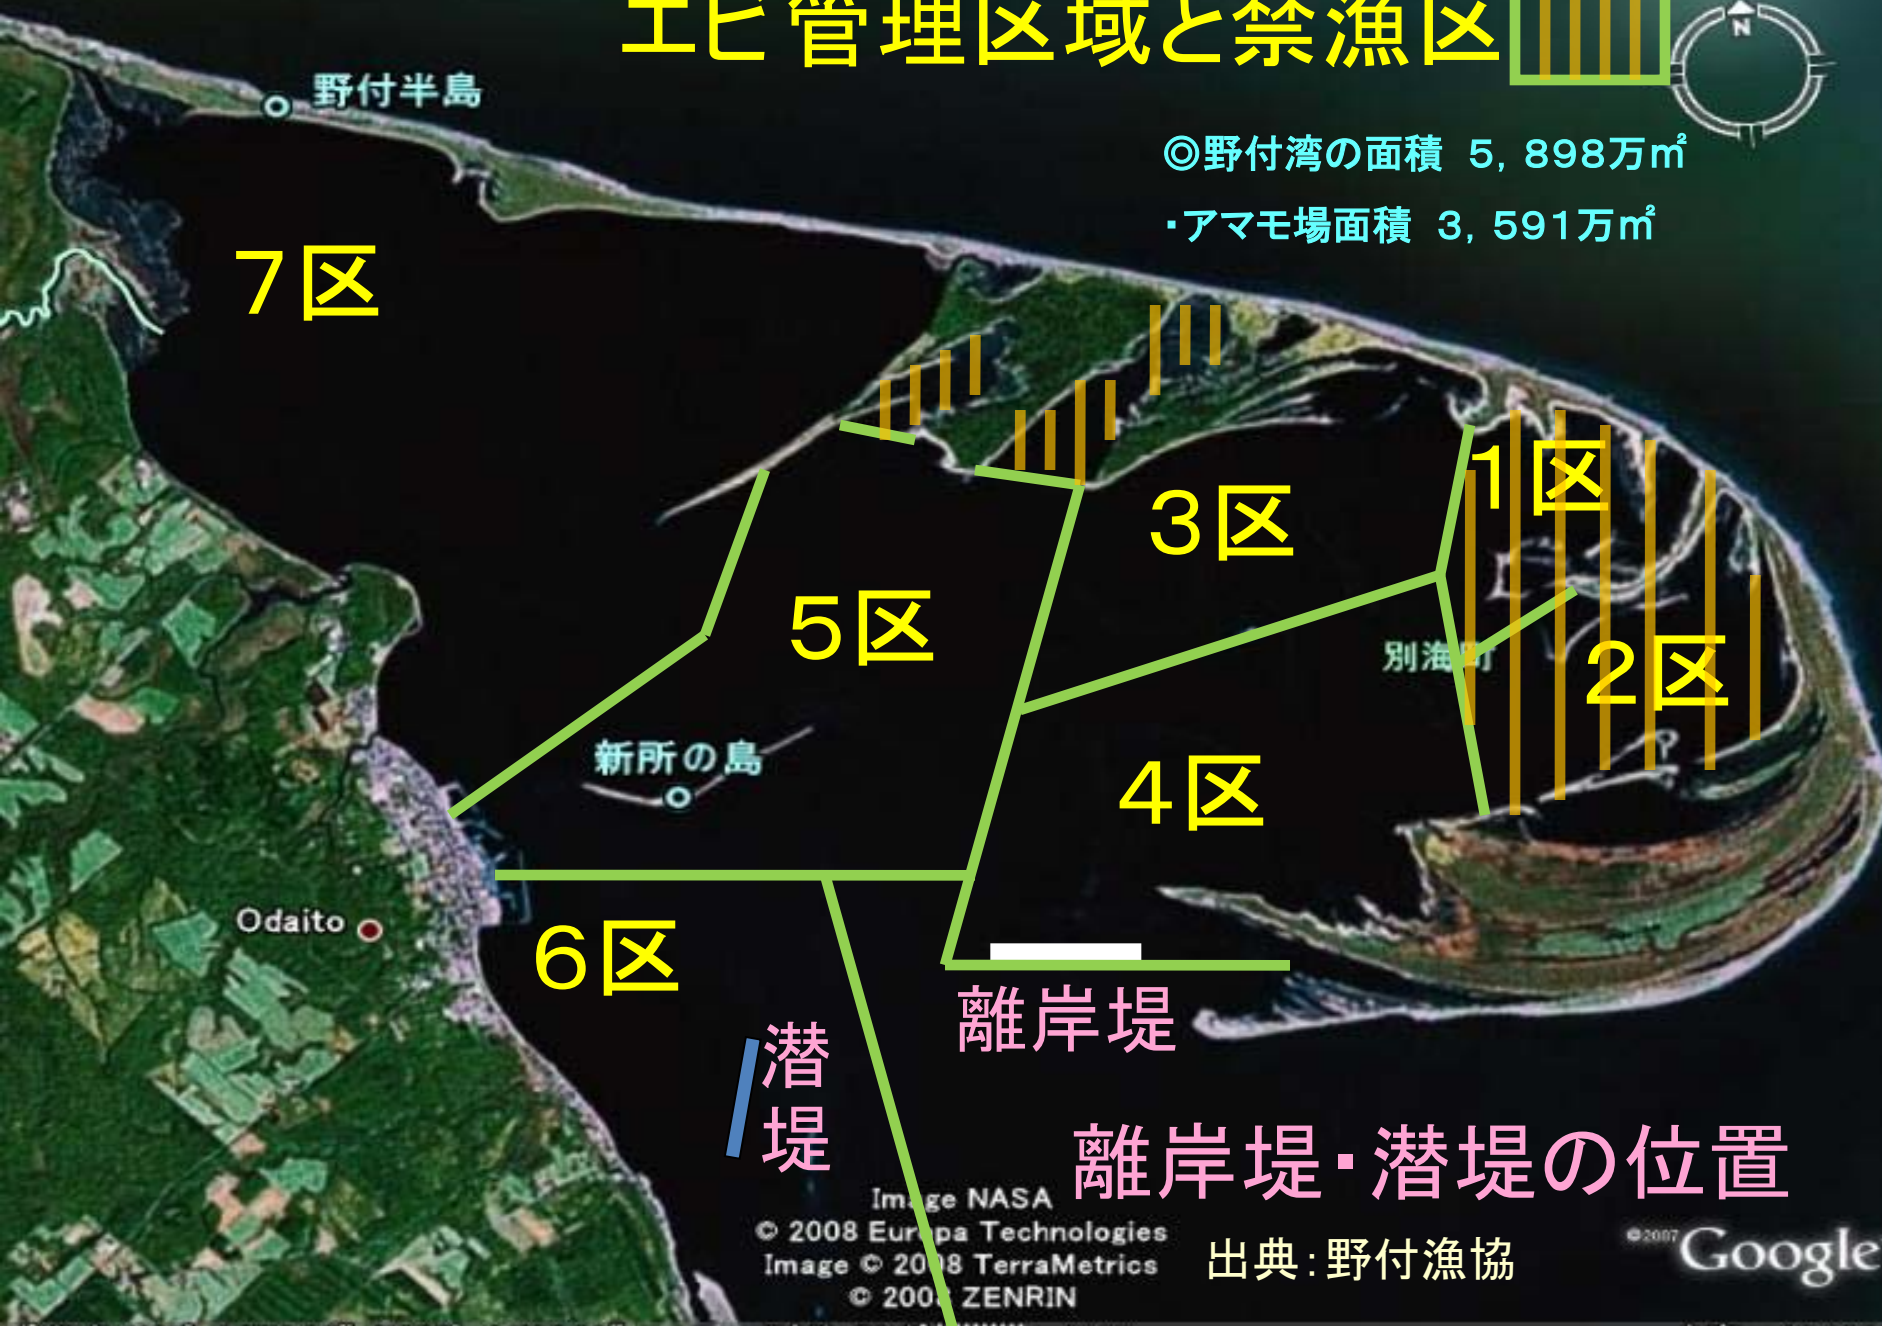 エビ管理区域と禁漁区
N
野付半島
◎野付湾の面積 5,898万㎡
・アマモ場面積 3,591万㎡
7区
1区
3区
5区
別海町
2区
新所の島
4区
Odaito
6区
離岸堤
潜堤
離岸堤・潜堤の位置
Image NASA
© 2008 Europa Technologies
Image © 2008 TerraMetrics
© 2008 ZENRIN
出典:野付漁協
©2007 Google